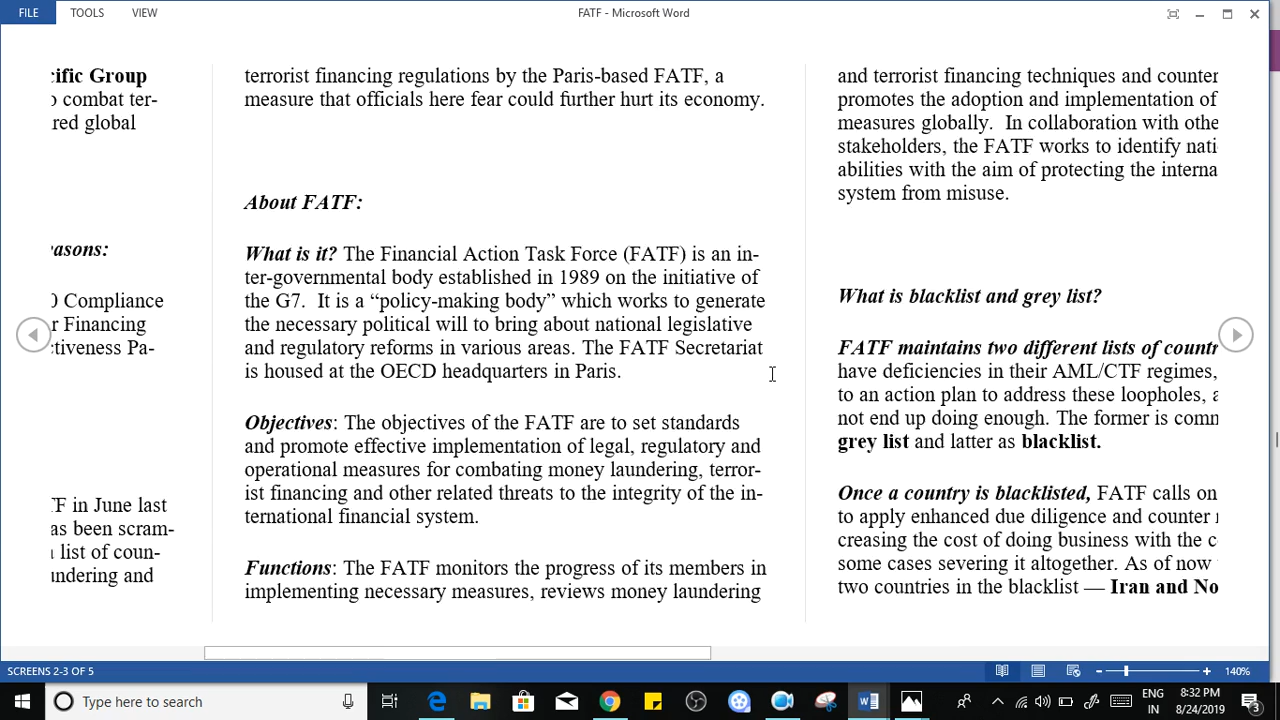 FILE TOOLS VIEW
FATF - Microsoft Word
cific Group
o combat ter-
red global
asons:
0 Compliance
r Financing
ctiveness Pa-
TF in June last
as been scram-
list of coun-
undering and
terrorist financing regulations by the Paris-based FATF, a
measure that officials here fear could further hurt its economy.
About FATF:
What is it? The Financial Action Task Force (FATF) is an in-
ter-governmental body established in 1989 on the initiative of
the G7.  It is a “policy-making body” which works to generate
the necessary political will to bring about national legislative
and regulatory reforms in various areas. The FATF Secretariat
is housed at the OECD headquarters in Paris.
Objectives: The objectives of the FATF are to set standards
and promote effective implementation of legal, regulatory and
operational measures for combating money laundering, terror-
ist financing and other related threats to the integrity of the in-
ternational financial system.
Functions: The FATF monitors the progress of its members in
implementing necessary measures, reviews money laundering
and terrorist financing techniques and counter
promotes the adoption and implementation of
measures globally.  In collaboration with othe
stakeholders, the FATF works to identify nati
abilities with the aim of protecting the interna
system from misuse.
What is blacklist and grey list?
FATF maintains two different lists of countr
have deficiencies in their AML/CTF regimes,
to an action plan to address these loopholes, a
not end up doing enough. The former is comn
grey list and latter as blacklist.
Once a country is blacklisted, FATF calls on
to apply enhanced due diligence and counter
creasing the cost of doing business with the c
some cases severing it altogether. As of now
two countries in the blacklist — Iran and No
SCREENS 2-3 OF 5
140%
Type here to search
ENG
IN
8:32 PM
8/24/2019
3